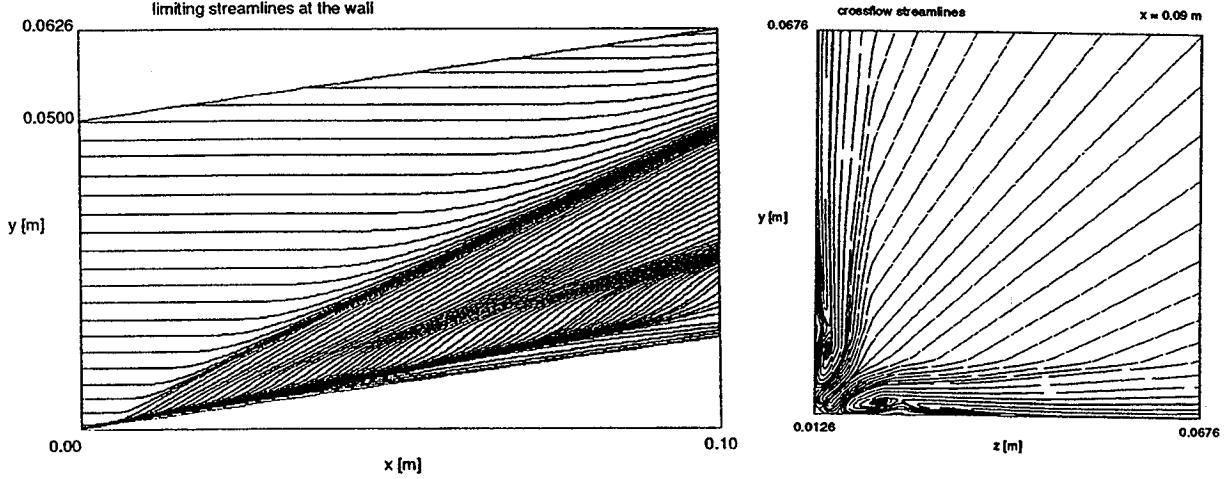 limiting streamlines at the wall
0.0626
0.0500
y [m]
0.00
0.10
x [m]
crossflow streamlines
x = 0.09 m
0.0676
y [m]
0.0126
0.0676
z [m]